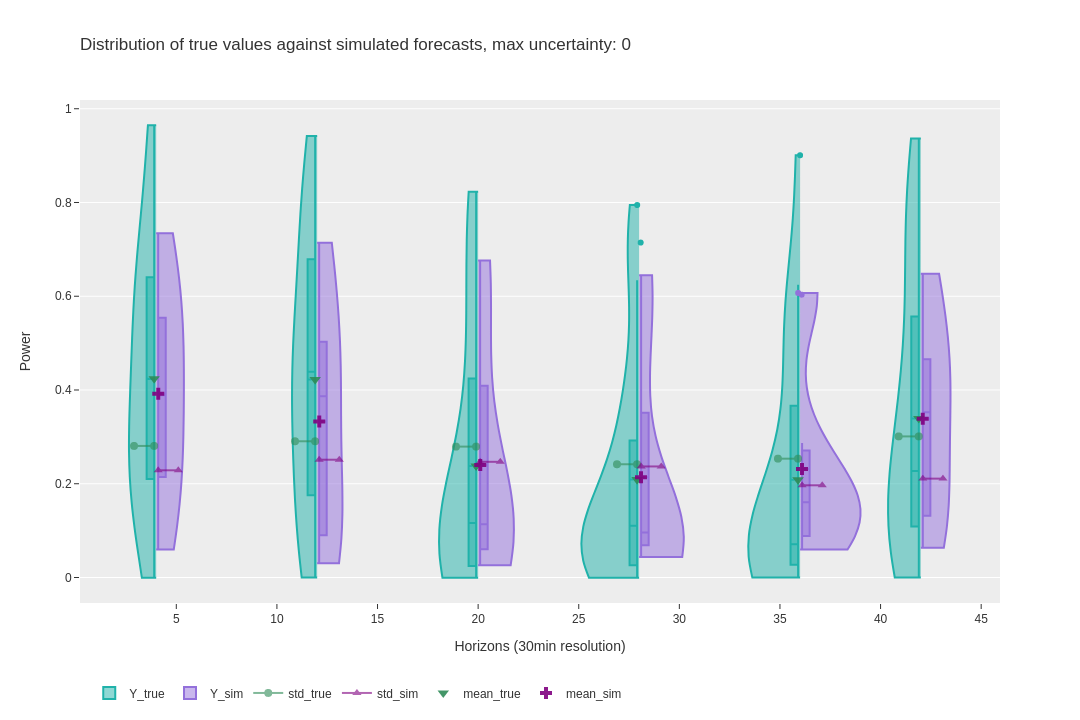 Distribution of true values against simulated forecasts, max uncertainty: 0
1
0.8
0.6
0.4
0.2
0
Power
5 10 15 20 25 30 35 40 45
Horizons (30min resolution)
Y_true Y_sim std_true std_sim mean_true mean_sim